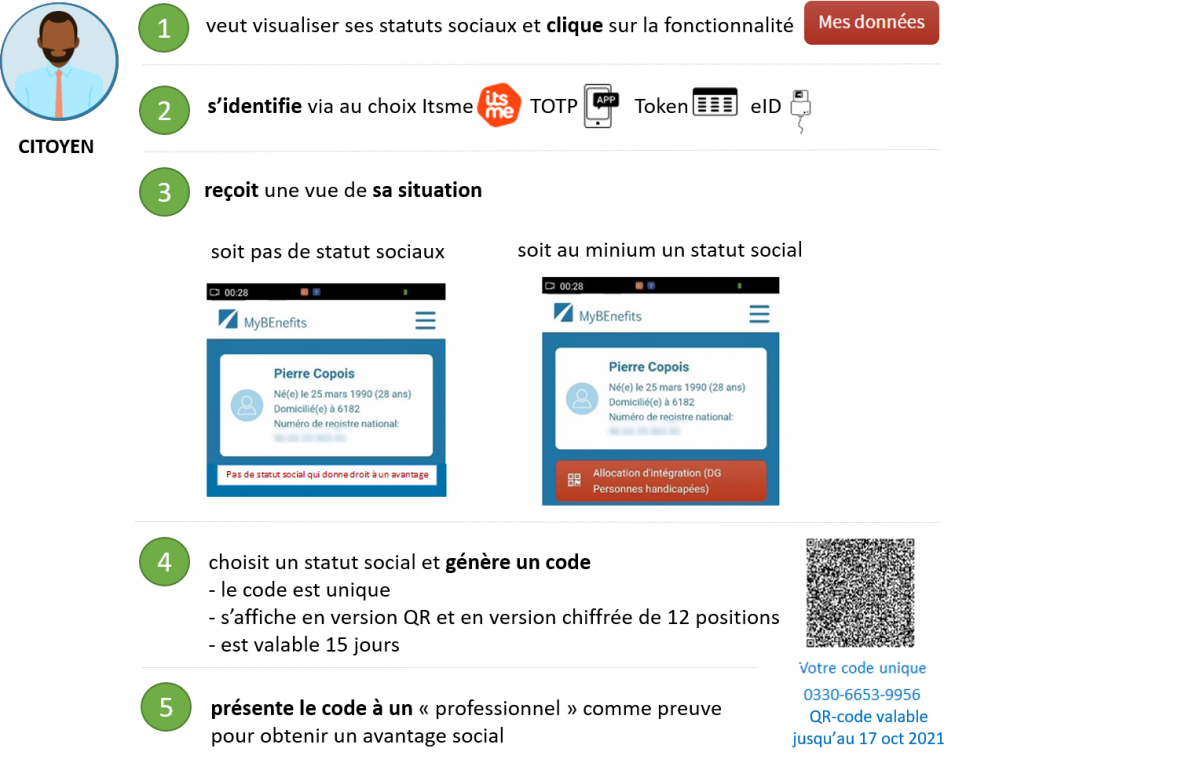 CITOYEN
1 veut visualiser ses statuts sociaux et clique sur la fonctionnalité Mes données
2 s'identifie via au choix Itsme its me TOTP APP Token eID
3 reçoit une vue de sa situation
soit pas de statut sociaux
00:28
MyBEnefits
Pierre Copois
Né(e) le 25 mars 1990 (28 ans)
Domicilié(e) à 6182
Numéro de registre national:
Pas de statut social qui donne droit à un avantage
soit au minium un statut social
00:28
MyBEnefits
Pierre Copois
Né(e) le 25 mars 1990 (28 ans)
Domicilié(e) à 6182
Numéro de registre national:
Allocation d'intégration (DG
Personnes handicapées)
4 choisit un statut social et génère un code
- le code est unique
- s'affiche en version QR et en version chiffrée de 12 positions
- est valable 15 jours
Votre code unique
0330-6653-9956
QR-code valable
jusqu'au 17 oct 2021
5 présente le code à un « professionnel » comme preuve
pour obtenir un avantage social